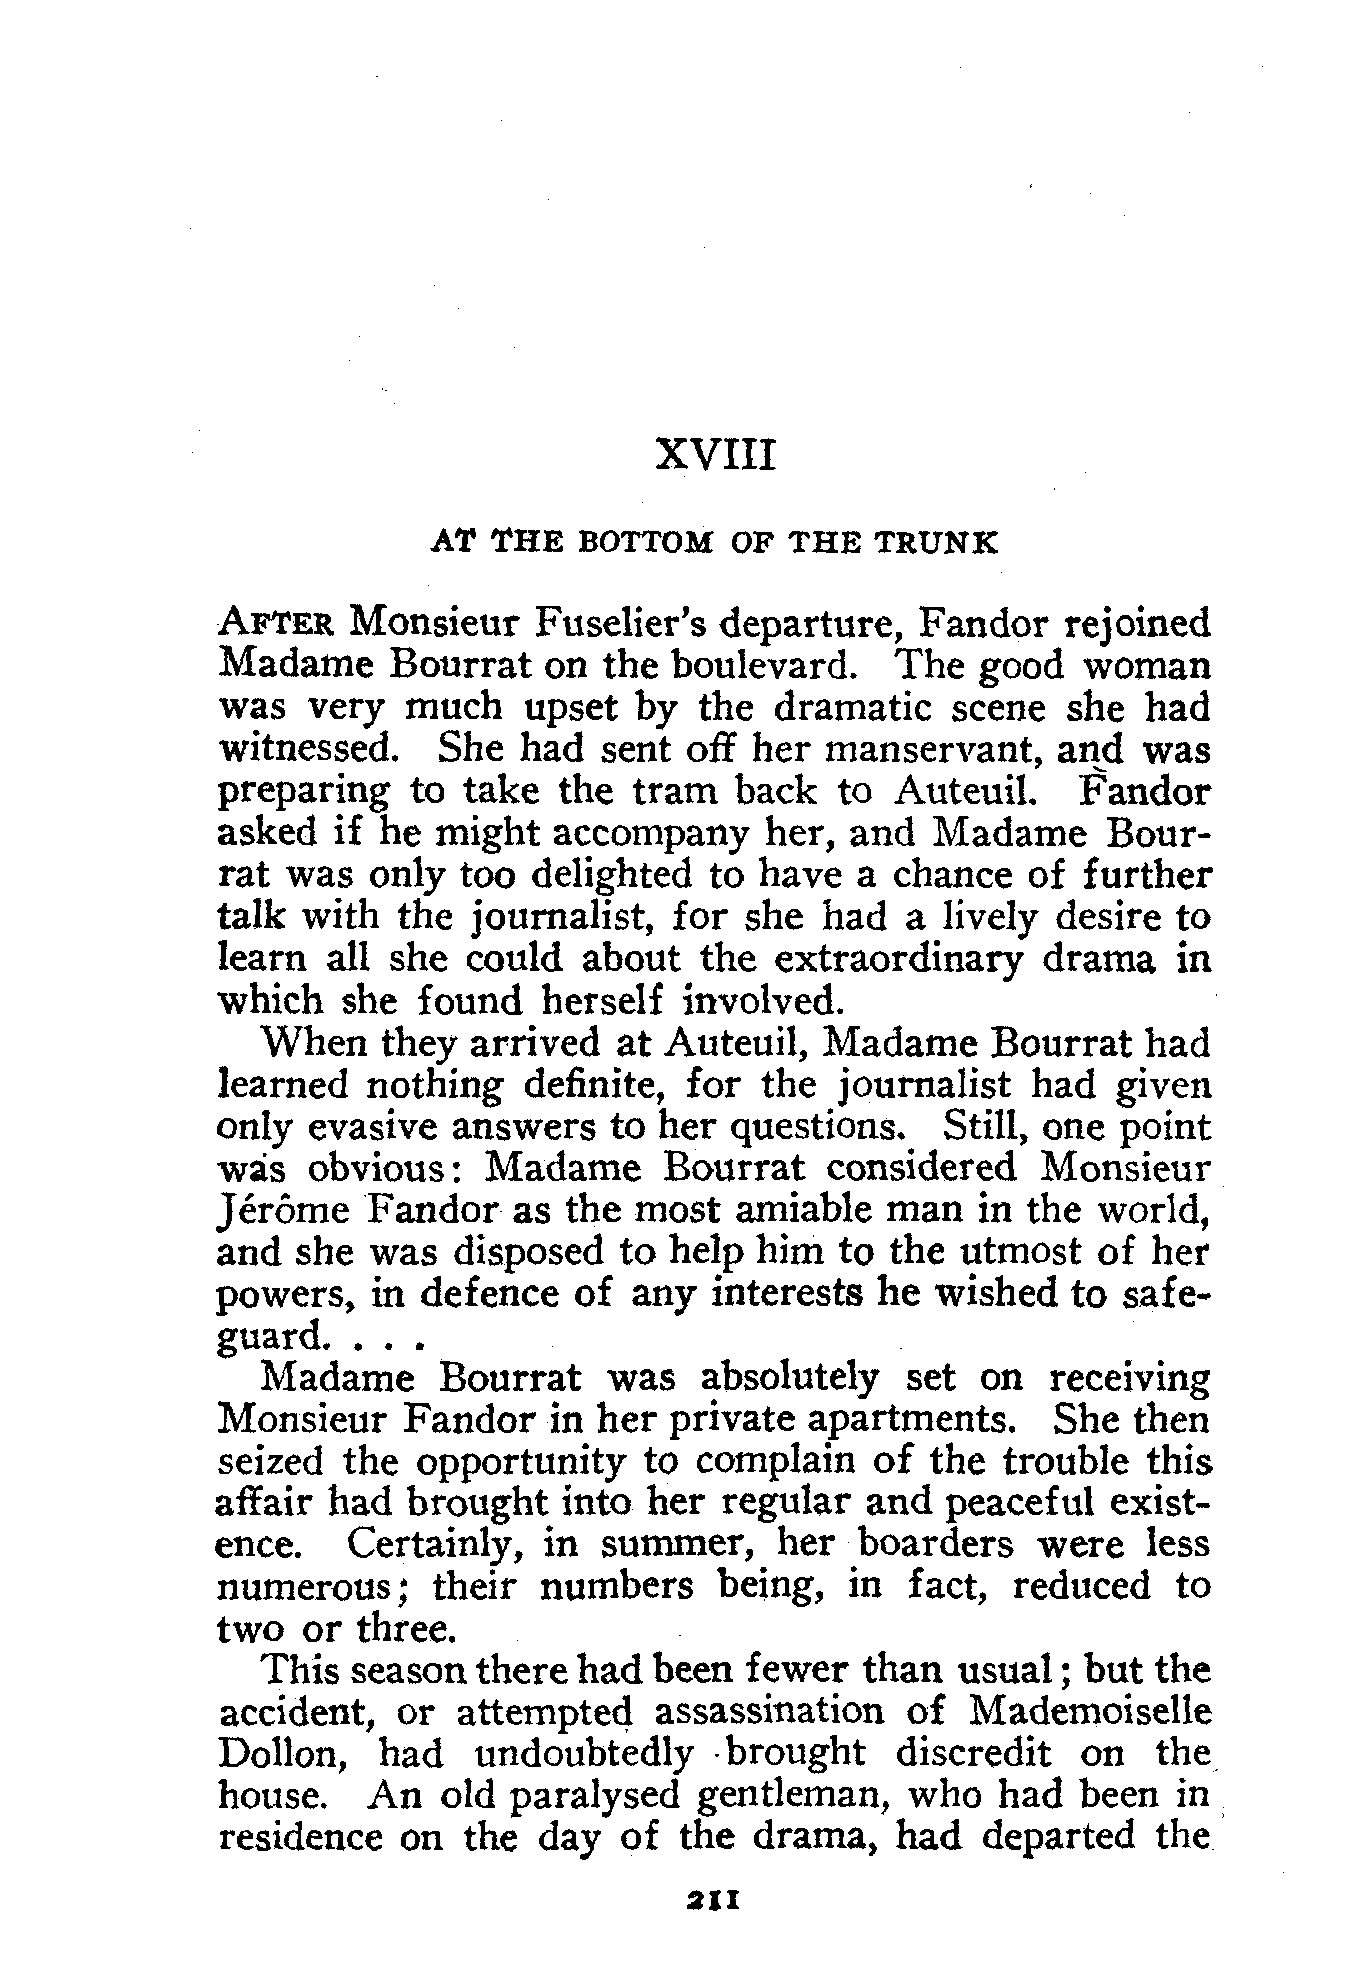 XVIII
AT THE BOTTOM OF THE TRUNK
AFTER Monsieur Fuselier's departure, Fandor rejoined
Madame Bourrat on the boulevard. The good woman
was very much upset by the dramatic scene she had
witnessed. She had sent off her manservant, and was
preparing to take the tram back to Auteuil. Fandor
asked if he might accompany her, and Madame Bour-
rat was only too delighted to have a chance of further
talk with the journalist, for she had a lively desire to
learn all she could about the extraordinary drama in
which she found herself involved.
When they arrived at Auteuil, Madame Bourrat had
learned nothing definite, for the journalist had given
only evasive answers to her questions. Still, one point
was obvious: Madame Bourrat considered Monsieur
Jérôme Fandor as the most amiable man in the world,
and she was disposed to help him to the utmost of her
powers, in defence of any interests he wished to safe-
guard. . . .
Madame Bourrat was absolutely set on receiving
Monsieur Fandor in her private apartments. She then
seized the opportunity to complain of the trouble this
affair had brought into her regular and peaceful exist-
ence. Certainly, in summer, her boarders were less
numerous; their numbers being, in fact, reduced to
two or three.
This season there had been fewer than usual; but the
accident, or attempted assassination of Mademoiselle
Dollon, had undoubtedly brought discredit on the
house. An old paralysed gentleman, who had been in
residence on the day of the drama, had departed the
211